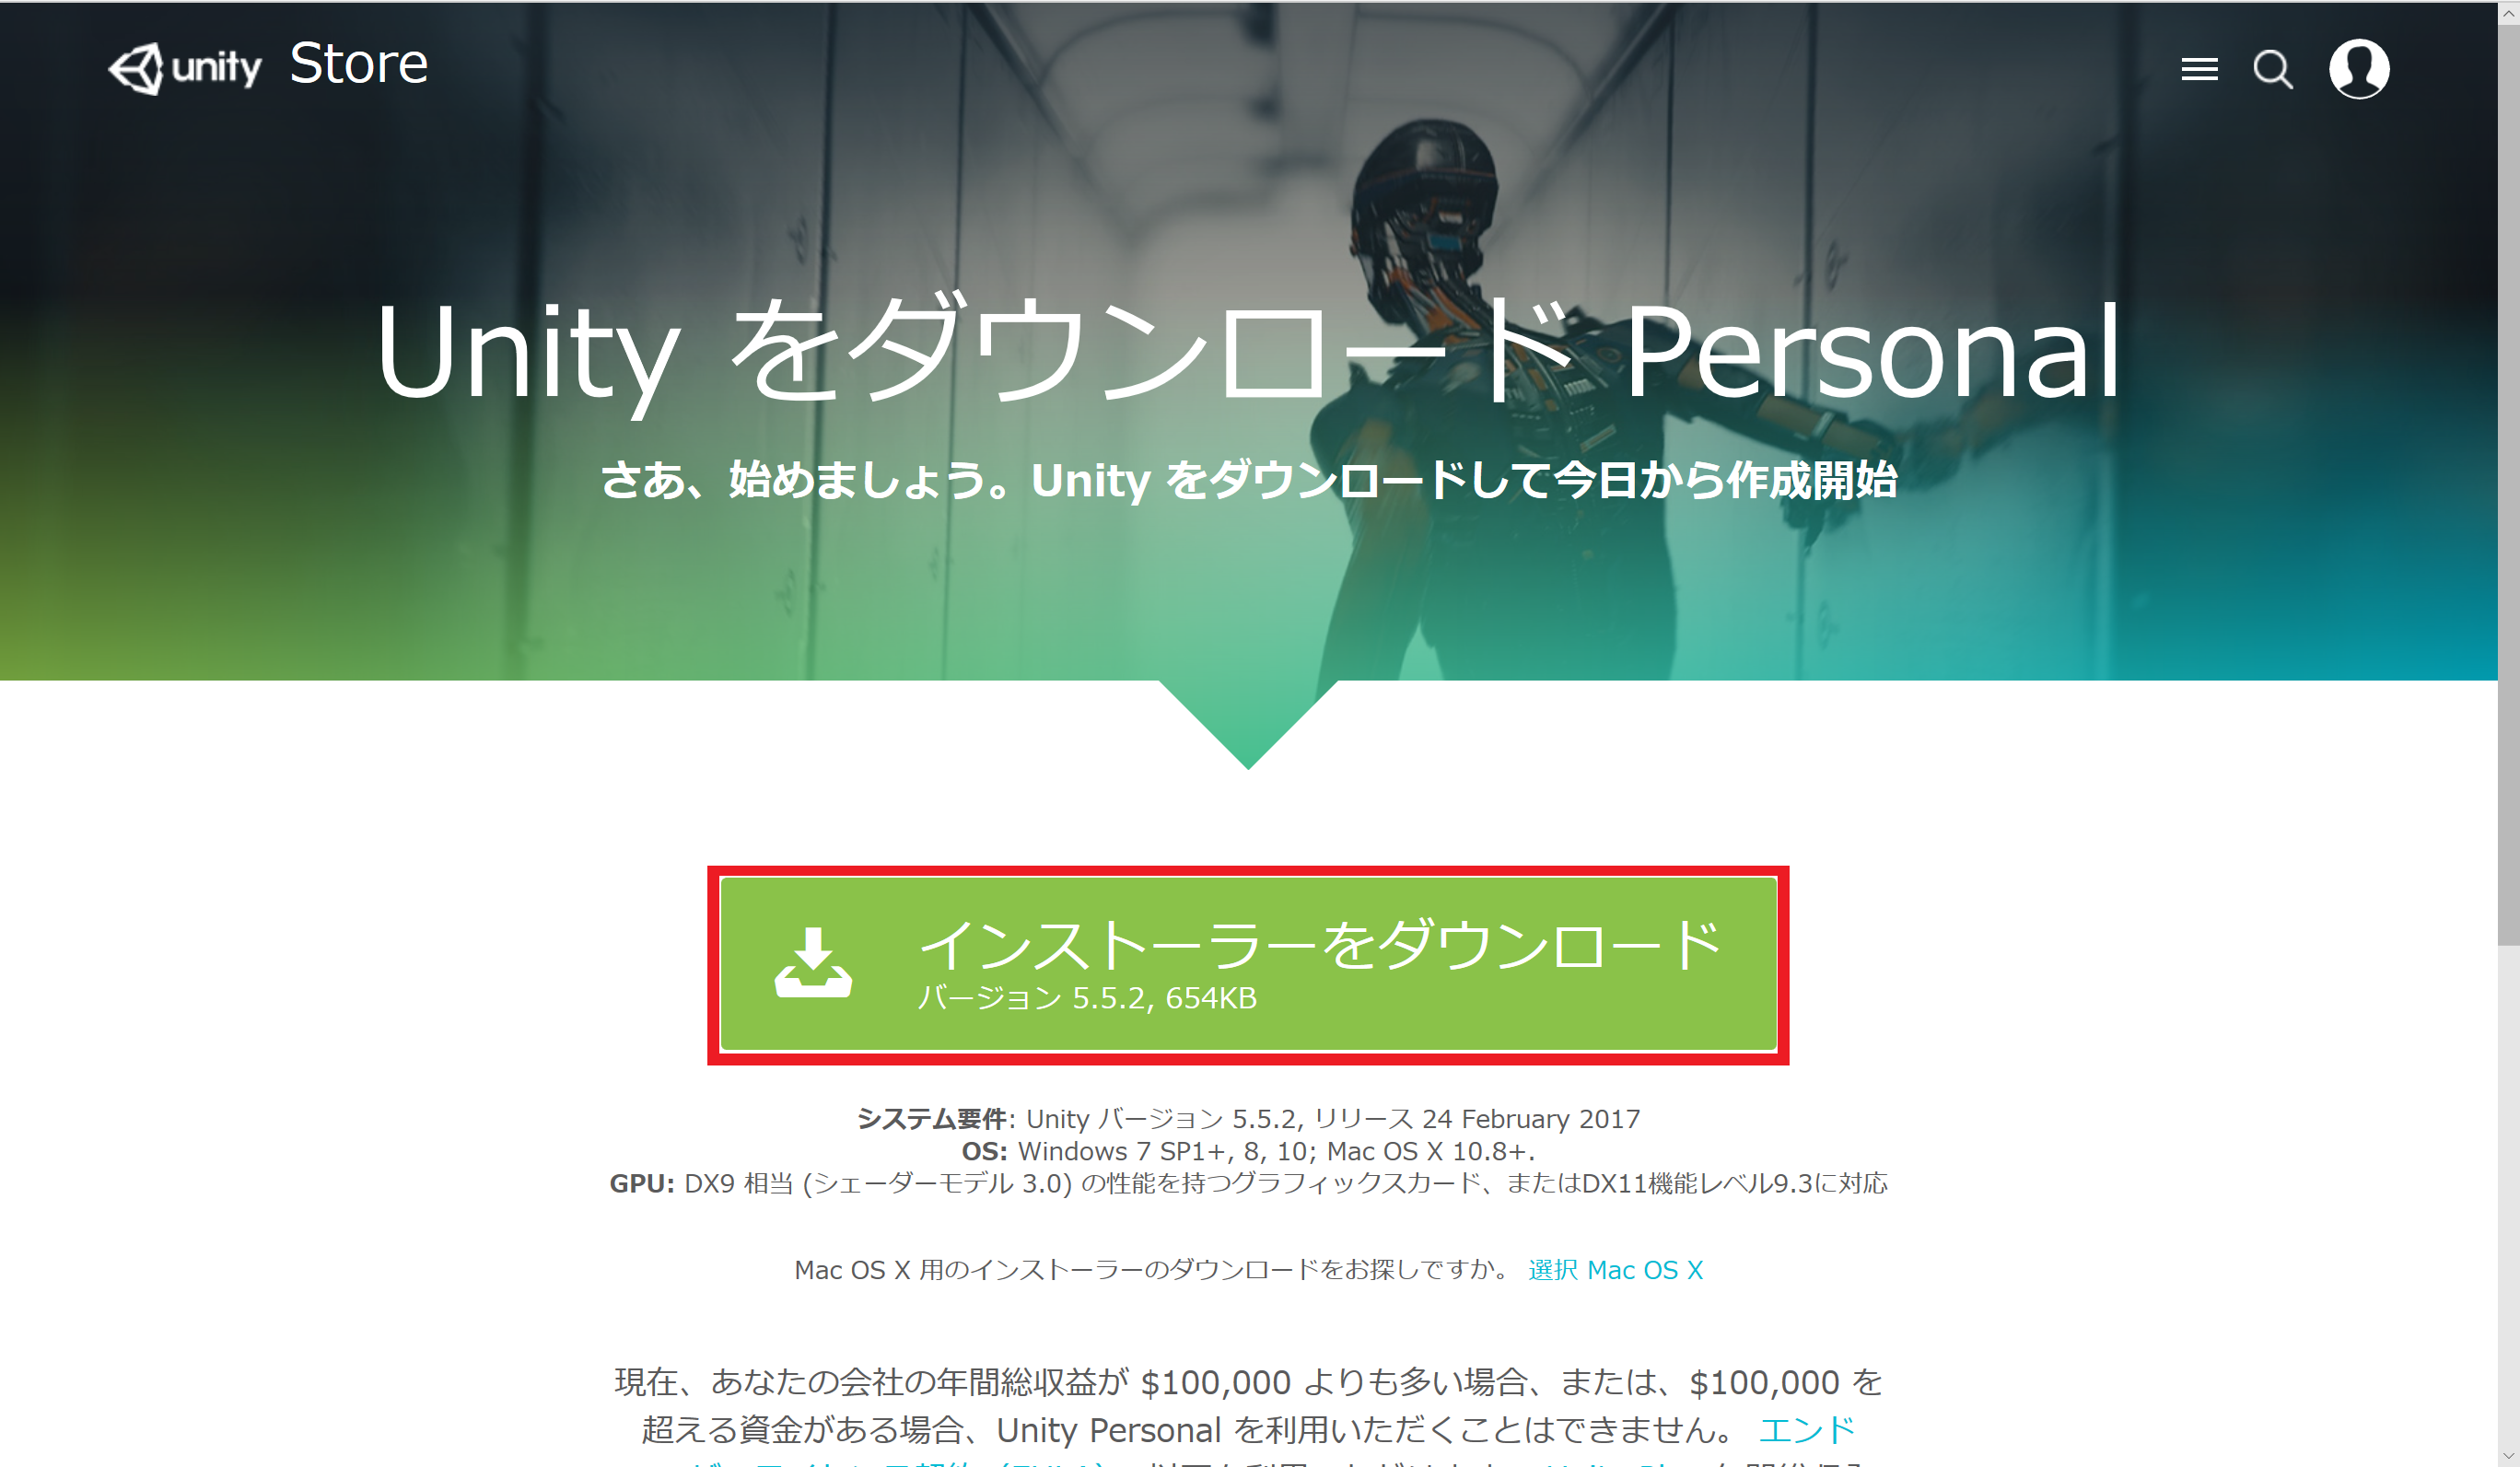 unity Store
Unity をダウンロード Personal
さあ、始めましょう。Unity をダウンロードして今日から作成開始
インストーラーをダウンロード
バージョン 5.5.2, 654KB
システム要件: Unity バージョン 5.5.2, リリース 24 February 2017
OS: Windows 7 SP1+, 8, 10; Mac OS X 10.8+.
GPU: DX9 相当 (シェーダーモデル 3.0) の性能を持つグラフィックスカード、またはDX11機能レベル9.3に対応
Mac OS X 用のインストーラーのダウンロードをお探しですか。 選択 Mac OS X
現在、あなたの会社の年間総収益が $100,000 よりも多い場合、または、$100,000 を
超える資金がある場合、Unity Personal を利用いただくことはできません。 エンド